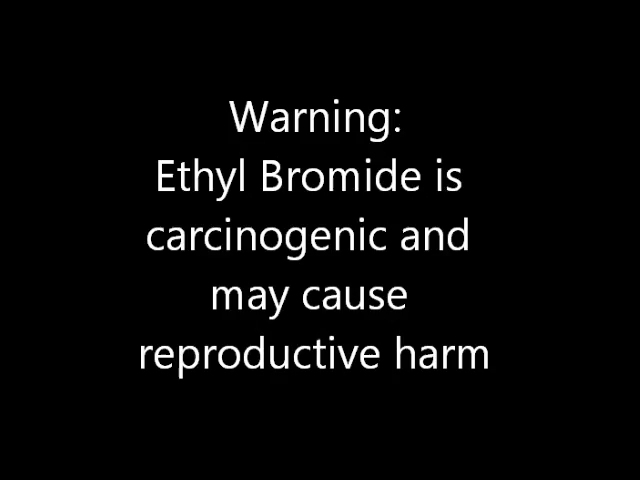 Warning:
Ethyl Bromide is
carcinogenic and
may cause
reproductive harm